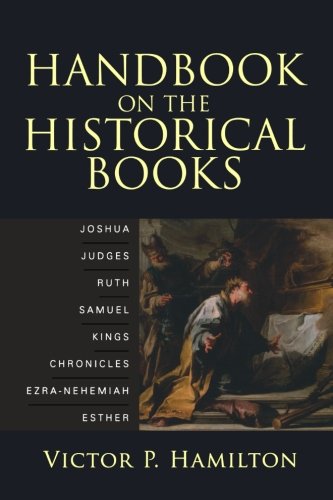 HANDBOOK
ON THE
HISTORICAL
BOOKS
JOSHUA
JUDGES
RUTH
SAMUEL
KINGS
CHRONICLES
EZRA-NEHEMIAH
ESTHER
VICTOR P. HAMILTON